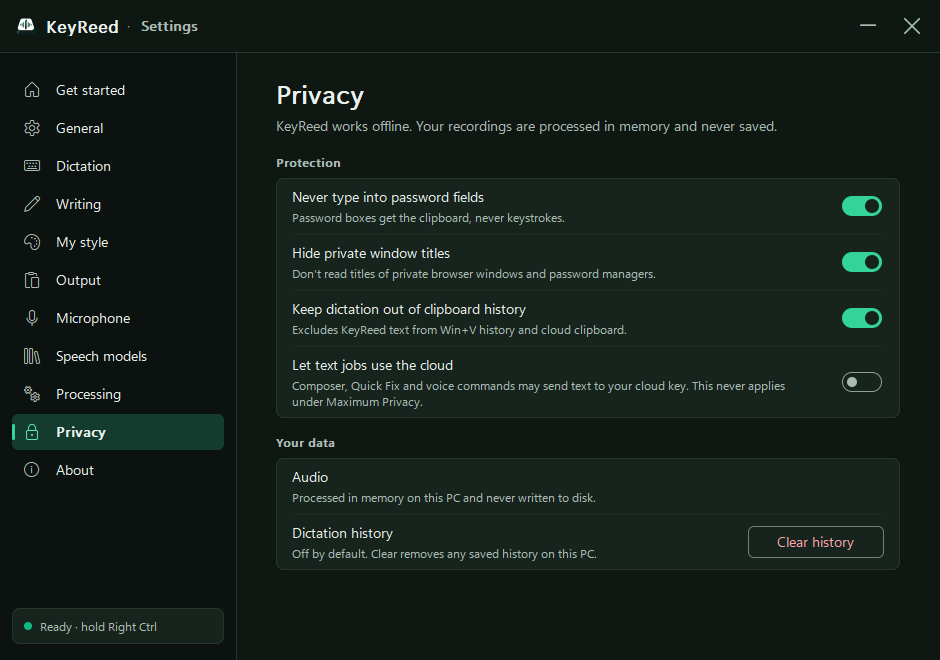 KeyReed · Settings
Get started
General
Dictation
Writing
My style
Output
Microphone
Speech models
Processing
Privacy
About
Ready · hold Right Ctrl
Privacy
KeyReed works offline. Your recordings are processed in memory and never saved.
Protection
Never type into password fields
Password boxes get the clipboard, never keystrokes.
Hide private window titles
Don't read titles of private browser windows and password managers.
Keep dictation out of clipboard history
Excludes KeyReed text from Win+V history and cloud clipboard.
Let text jobs use the cloud
Composer, Quick Fix and voice commands may send text to your cloud key. This never applies
under Maximum Privacy.
Your data
Audio
Processed in memory on this PC and never written to disk.
Dictation history
Off by default. Clear removes any saved history on this PC.
Clear history